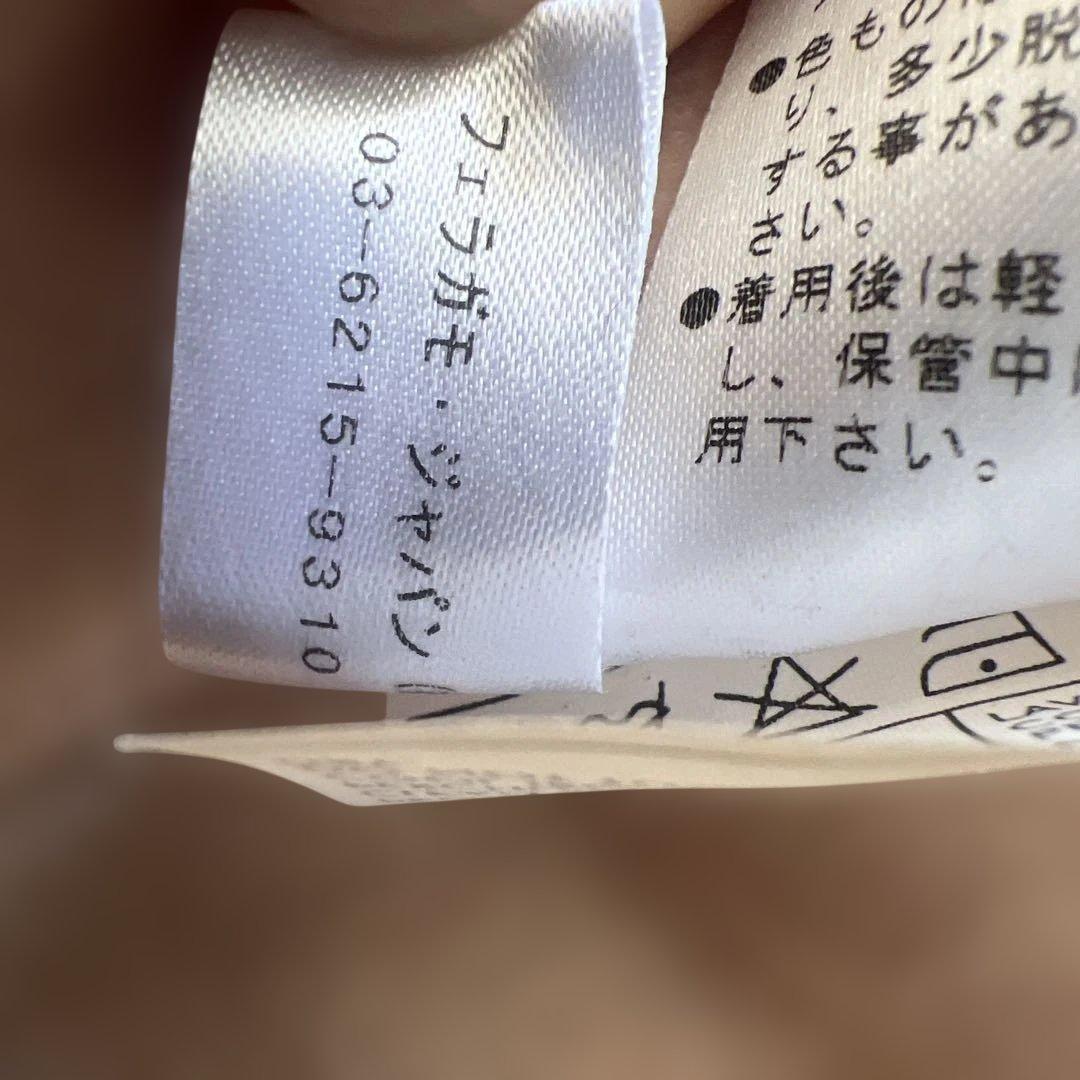 フェラガモ・ジャパン
03-6215-9310
も の
●色 多少脱
り、る事があ
すさい。
●着用後は軽
し、保管中
用下さい。